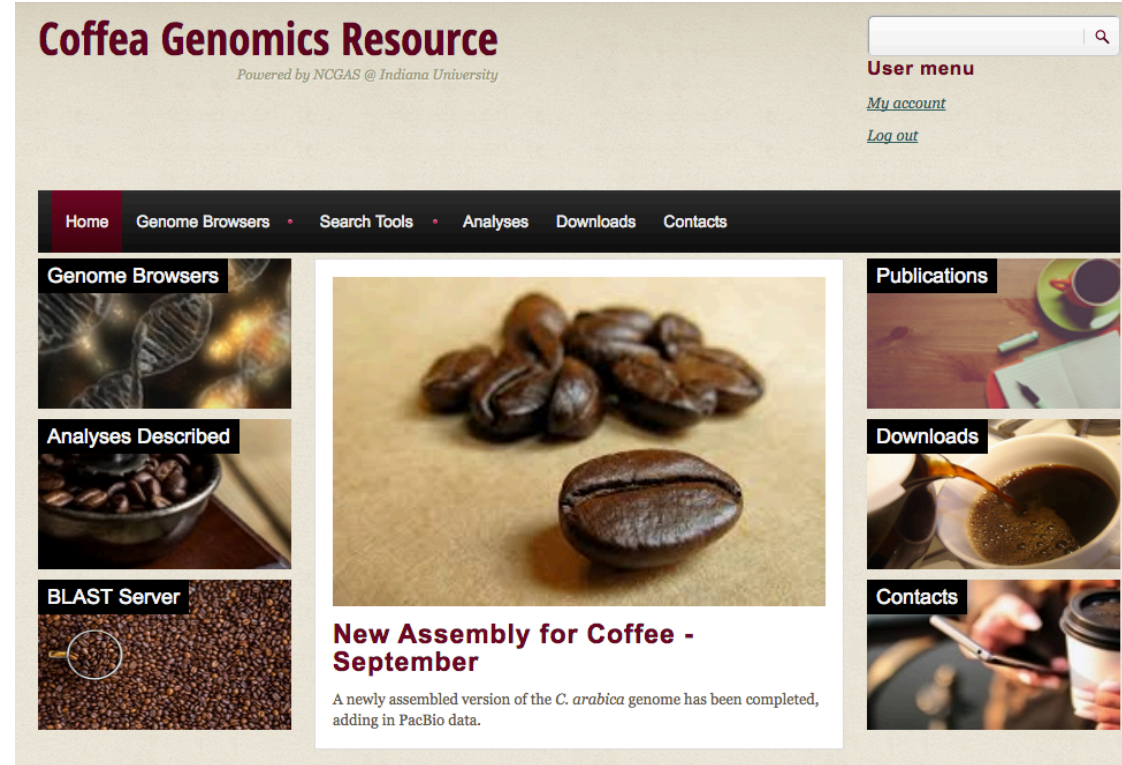 Coffea Genomics Resource
Powered by NCGAS @ Indiana University
User menu
My account
Log out
Home
Genome Browsers
Search Tools
Analyses
Downloads
Contacts
Genome Browsers
Analyses Described
BLAST Server
New Assembly for Coffee -
September
A newly assembled version of the C. arabica genome has been completed,
adding in PacBio data.
Publications
Downloads
Contacts